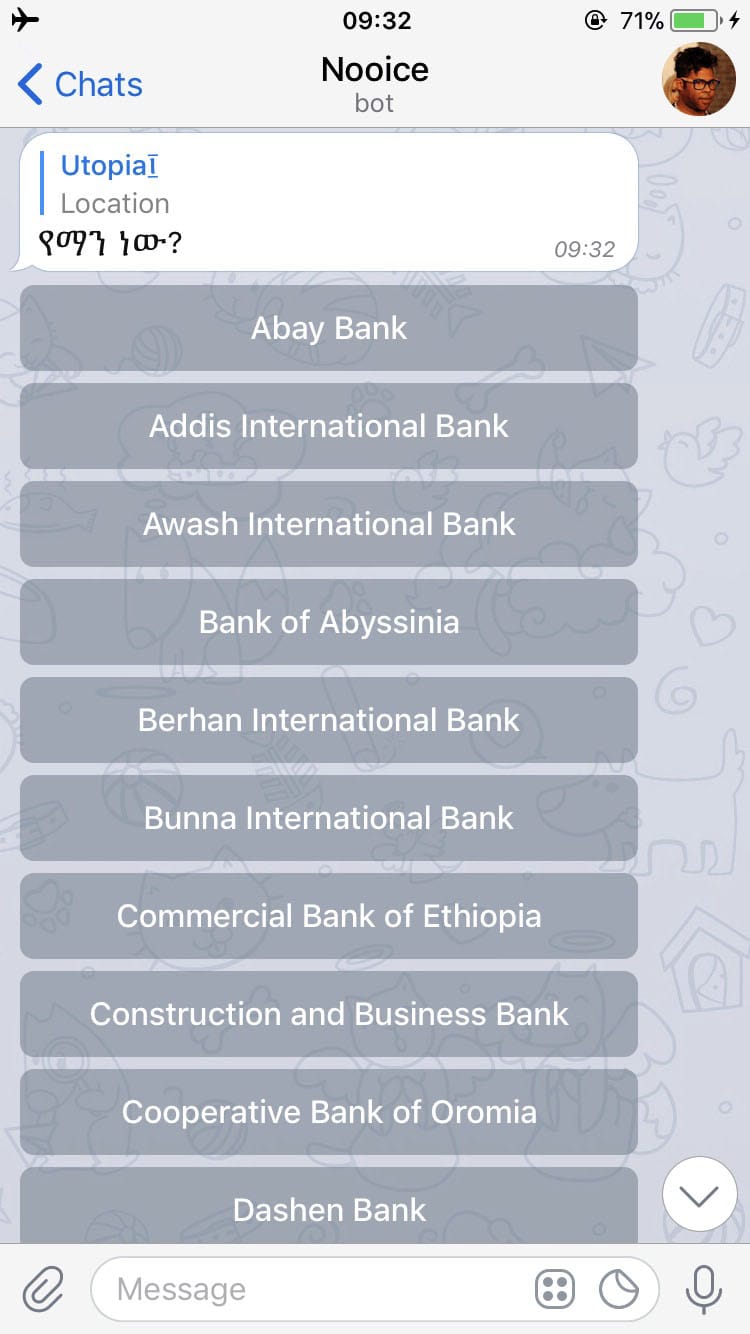 09:32
71%
Chats
Nooice
bot
Utopiaī
Location
የማን ነው?
09:32
Abay Bank
Addis International Bank
Awash International Bank
Bank of Abyssinia
Berhan International Bank
Bunna International Bank
Commercial Bank of Ethiopia
Construction and Business Bank
Cooperative Bank of Oromia
Dashen Bank
Message